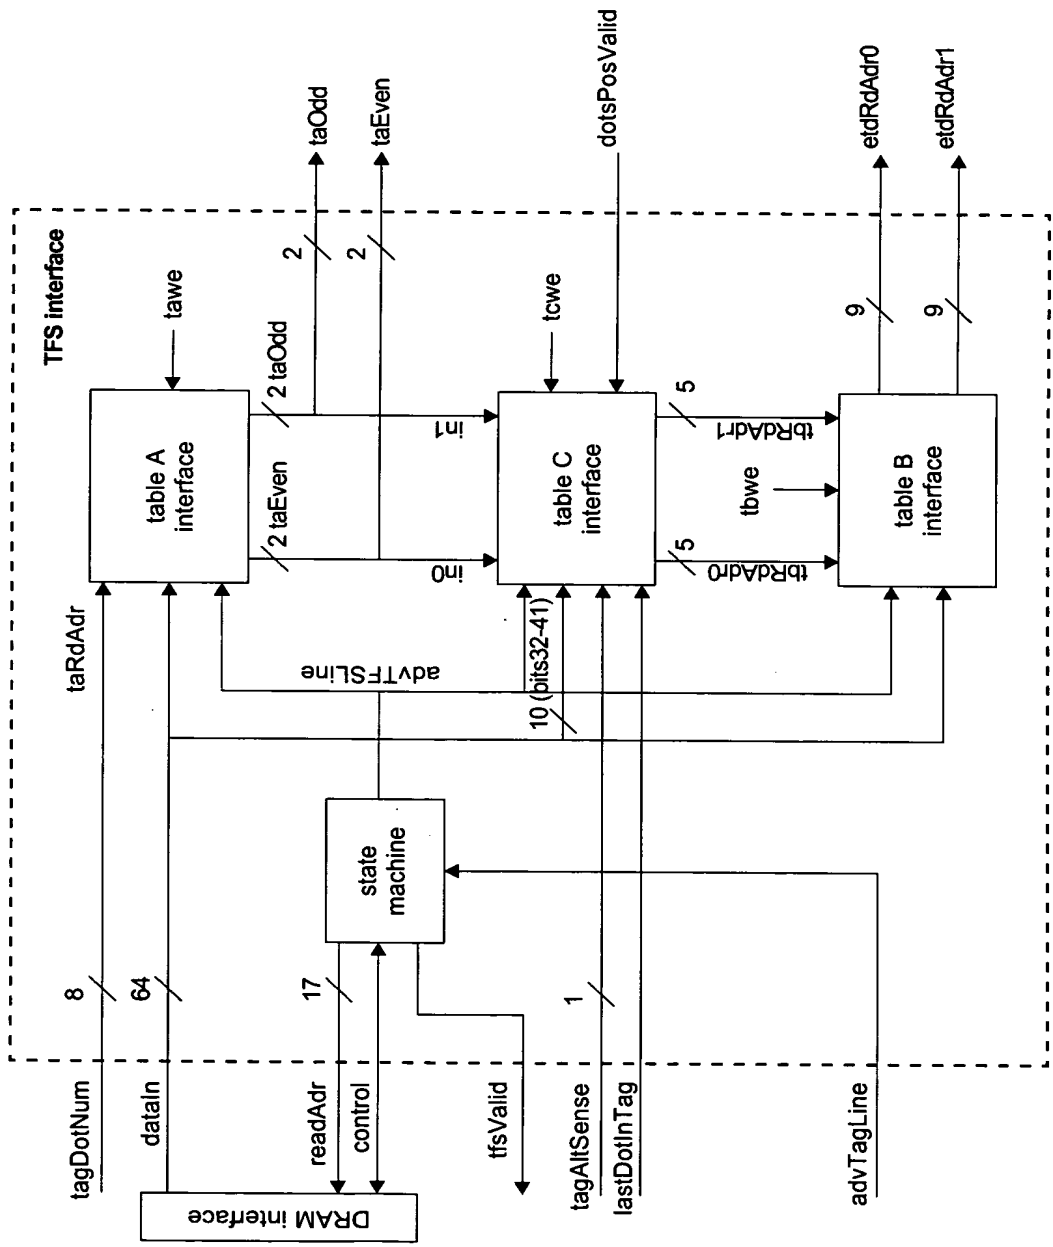 TFS interface
tagDotNum
8
taRdAdr
dataIn
64
table A
interface
tawe
2 taEven
2 taOdd
2
taOdd
2
taEven
DRAM interface
readAdr
17
control
tfsValid
state
machine
advTFSLine
10 (bits32-41)
in0
in1
table C
interface
tcwe
dotsPosValid
tagAltSense
1
lastDotInTag
5
tbRdAdr0
5
tbRdAdr1
tbwe
advTagLine
table B
interface
9
etdRdAdr0
9
etdRdAdr1